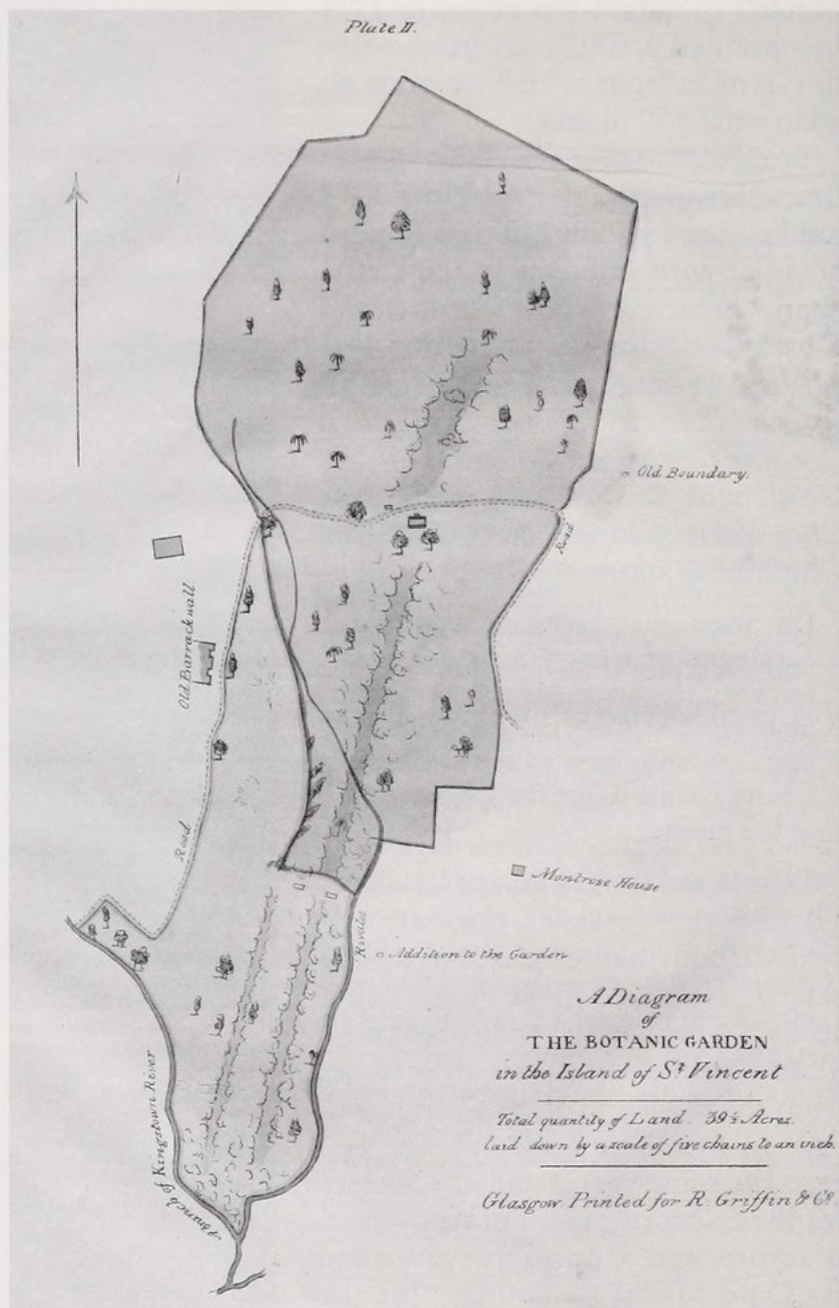 Plate II.
Old Boundary.
Road
Old Barrack wall
Road
Montrose House
Rivulet
Addition to the Garden.
A Diagram
of
THE BOTANIC GARDEN
in the Island of St Vincent
Total quantity of Land. 39½ Acres.
laid down by a scale of five chains to an inch.
Glasgow Printed for R. Griffin & Co.
A branch of Kingstown River